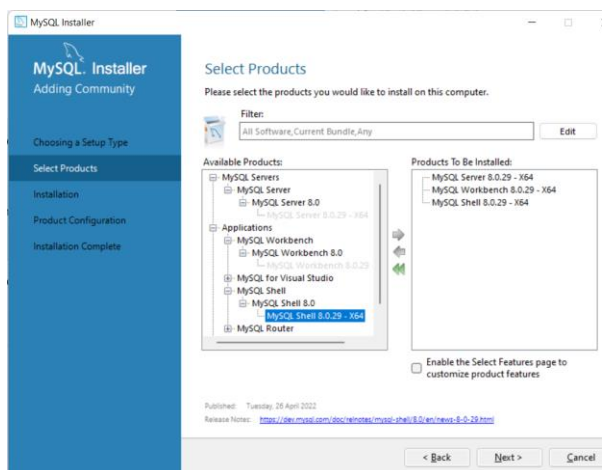 MySQL Installer
MySQL. Installer
Adding Community
Choosing a Setup Type
Select Products
Installation
Product Configuration
Installation Complete
Select Products
Please select the products you would like to install on this computer.
Filter:
All Software,Current Bundle,Any
Edit
Available Products:
MySQL Servers
MySQL Server
MySQL Server 8.0
MySQL Server 8.0.29 - X64
Applications
MySQL Workbench
MySQL Workbench 8.0
MySQL Workbench 8.0.29
MySQL for Visual Studio
MySQL Shell
MySQL Shell 8.0
MySQL Shell 8.0.29 - X64
MySQL Router
Products To Be Installed:
MySQL Server 8.0.29 - X64
MySQL Workbench 8.0.29 - X64
MySQL Shell 8.0.29 - X64
Enable the Select Features page to
customize product features
Published: Tuesday, 26 April 2022
Release Notes: https://dev.mysql.com/doc/relnotes/mysql-shell/8.0/en/news-8-0-29.html
< Back
Next >
Cancel